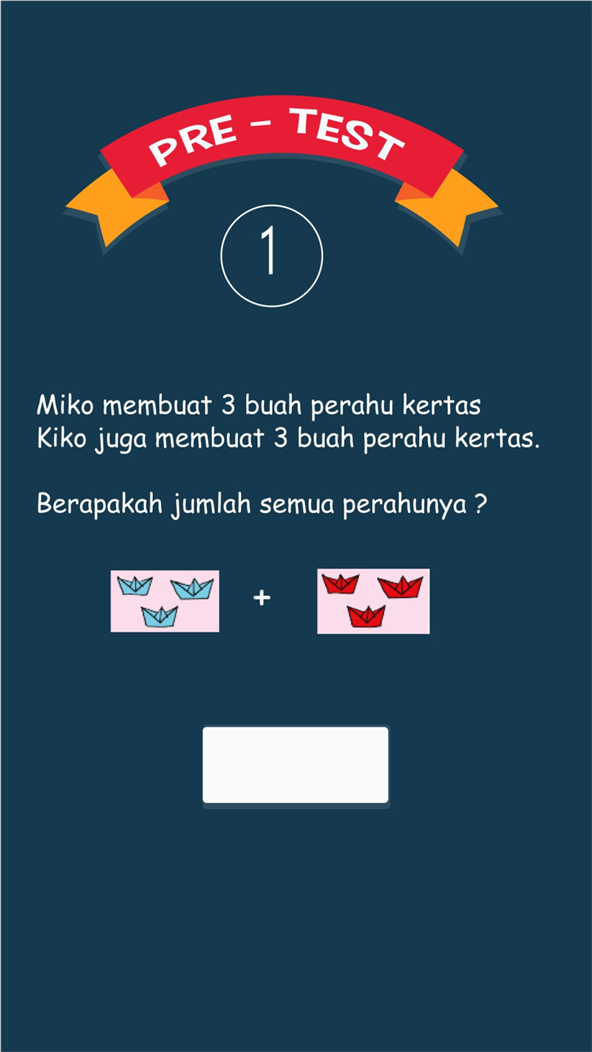 PRE - TEST
1
Miko membuat 3 buah perahu kertas
Kiko juga membuat 3 buah perahu kertas.
Berapakah jumlah semua perahunya ?
+